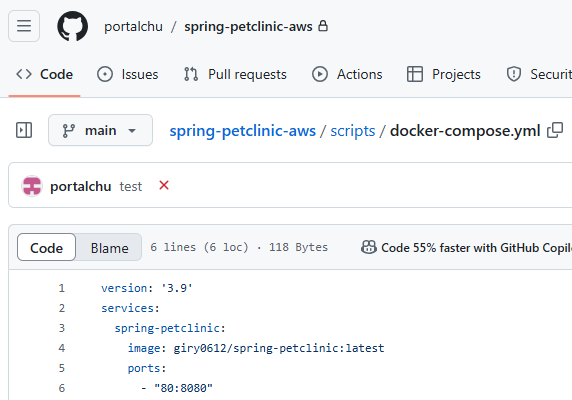 portalchu / spring-petclinic-aws
Code Issues Pull requests Actions Projects Securit
main spring-petclinic-aws / scripts / docker-compose.yml
portalchu test
Code Blame 6 lines (6 loc) · 118 Bytes Code 55% faster with GitHub Copil
1 version: '3.9'
2 services:
3 spring-petclinic:
4 image: giry0612/spring-petclinic:latest
5 ports:
6 - "80:8080"